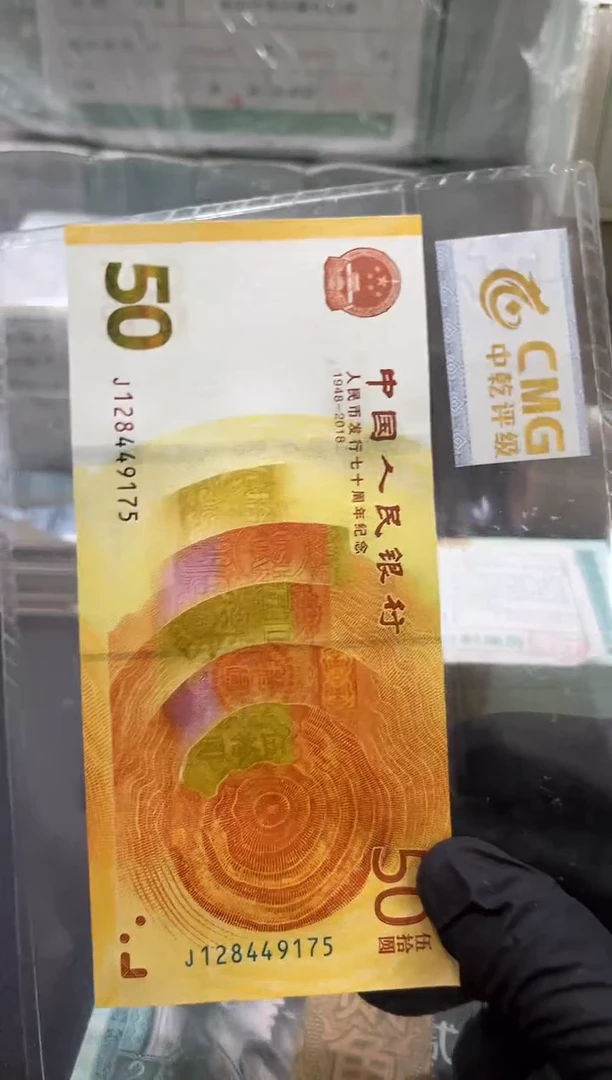 50
中国人民银行
人民币发行七十周年纪念
1948-2018
J128449175
50
伍拾圆
J128449175
CMG
中乾评级